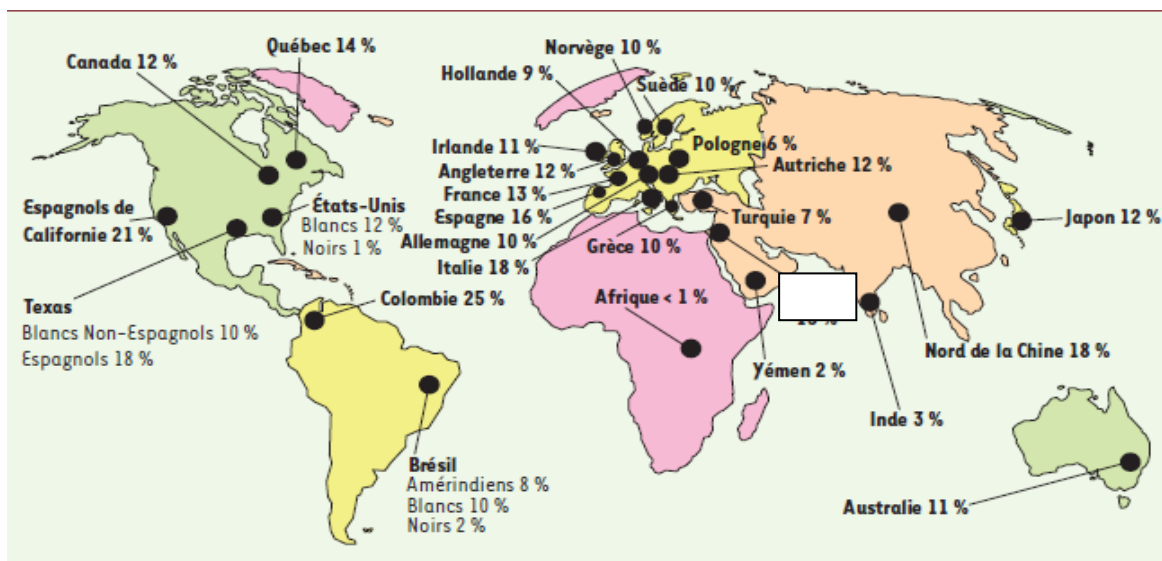 Québec 14 %
Canada 12 %
Norvège 10 %
Hollande 9 %
Suède 10 %
Irlande 11 %
Pologne 6 %
Angleterre 12 %
Autriche 12 %
France 13 %
Espagnols de
Californie 21 %
États-Unis
Blancs 12 %
Noirs 1 %
Espagne 16 %
Turquie 7 %
Japon 12 %
Allemagne 10 %
Grèce 10 %
Italie 18 %
Texas
Blancs Non-Espagnols 10 %
Espagnols 18 %
Colombie 25 %
Afrique < 1 %
Nord de la Chine 18 %
Yémen 2 %
Inde 3 %
Brésil
Amérindiens 8 %
Blancs 10 %
Noirs 2 %
Australie 11 %